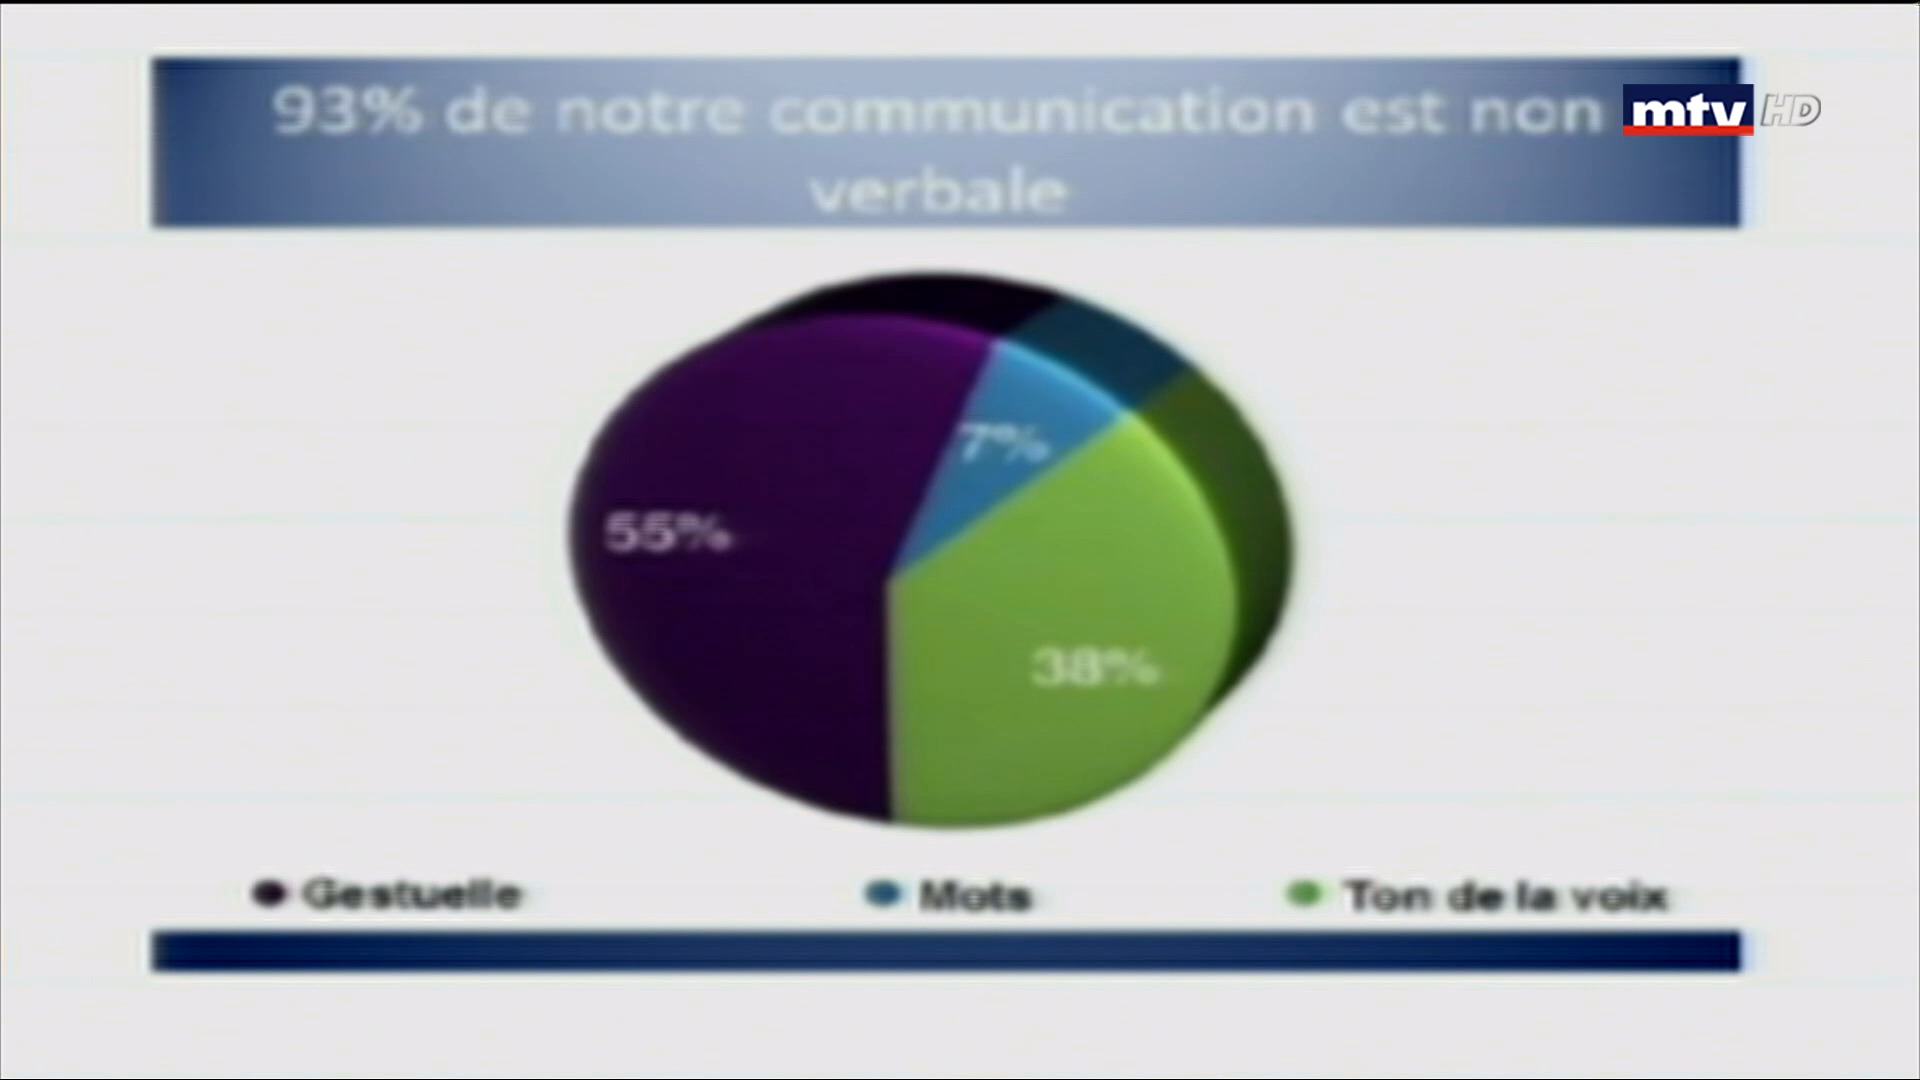 93% de notre communication est non
verbale
mtv HD
7%
55%
38%
Gestuelle
Mots
Ton de la voix